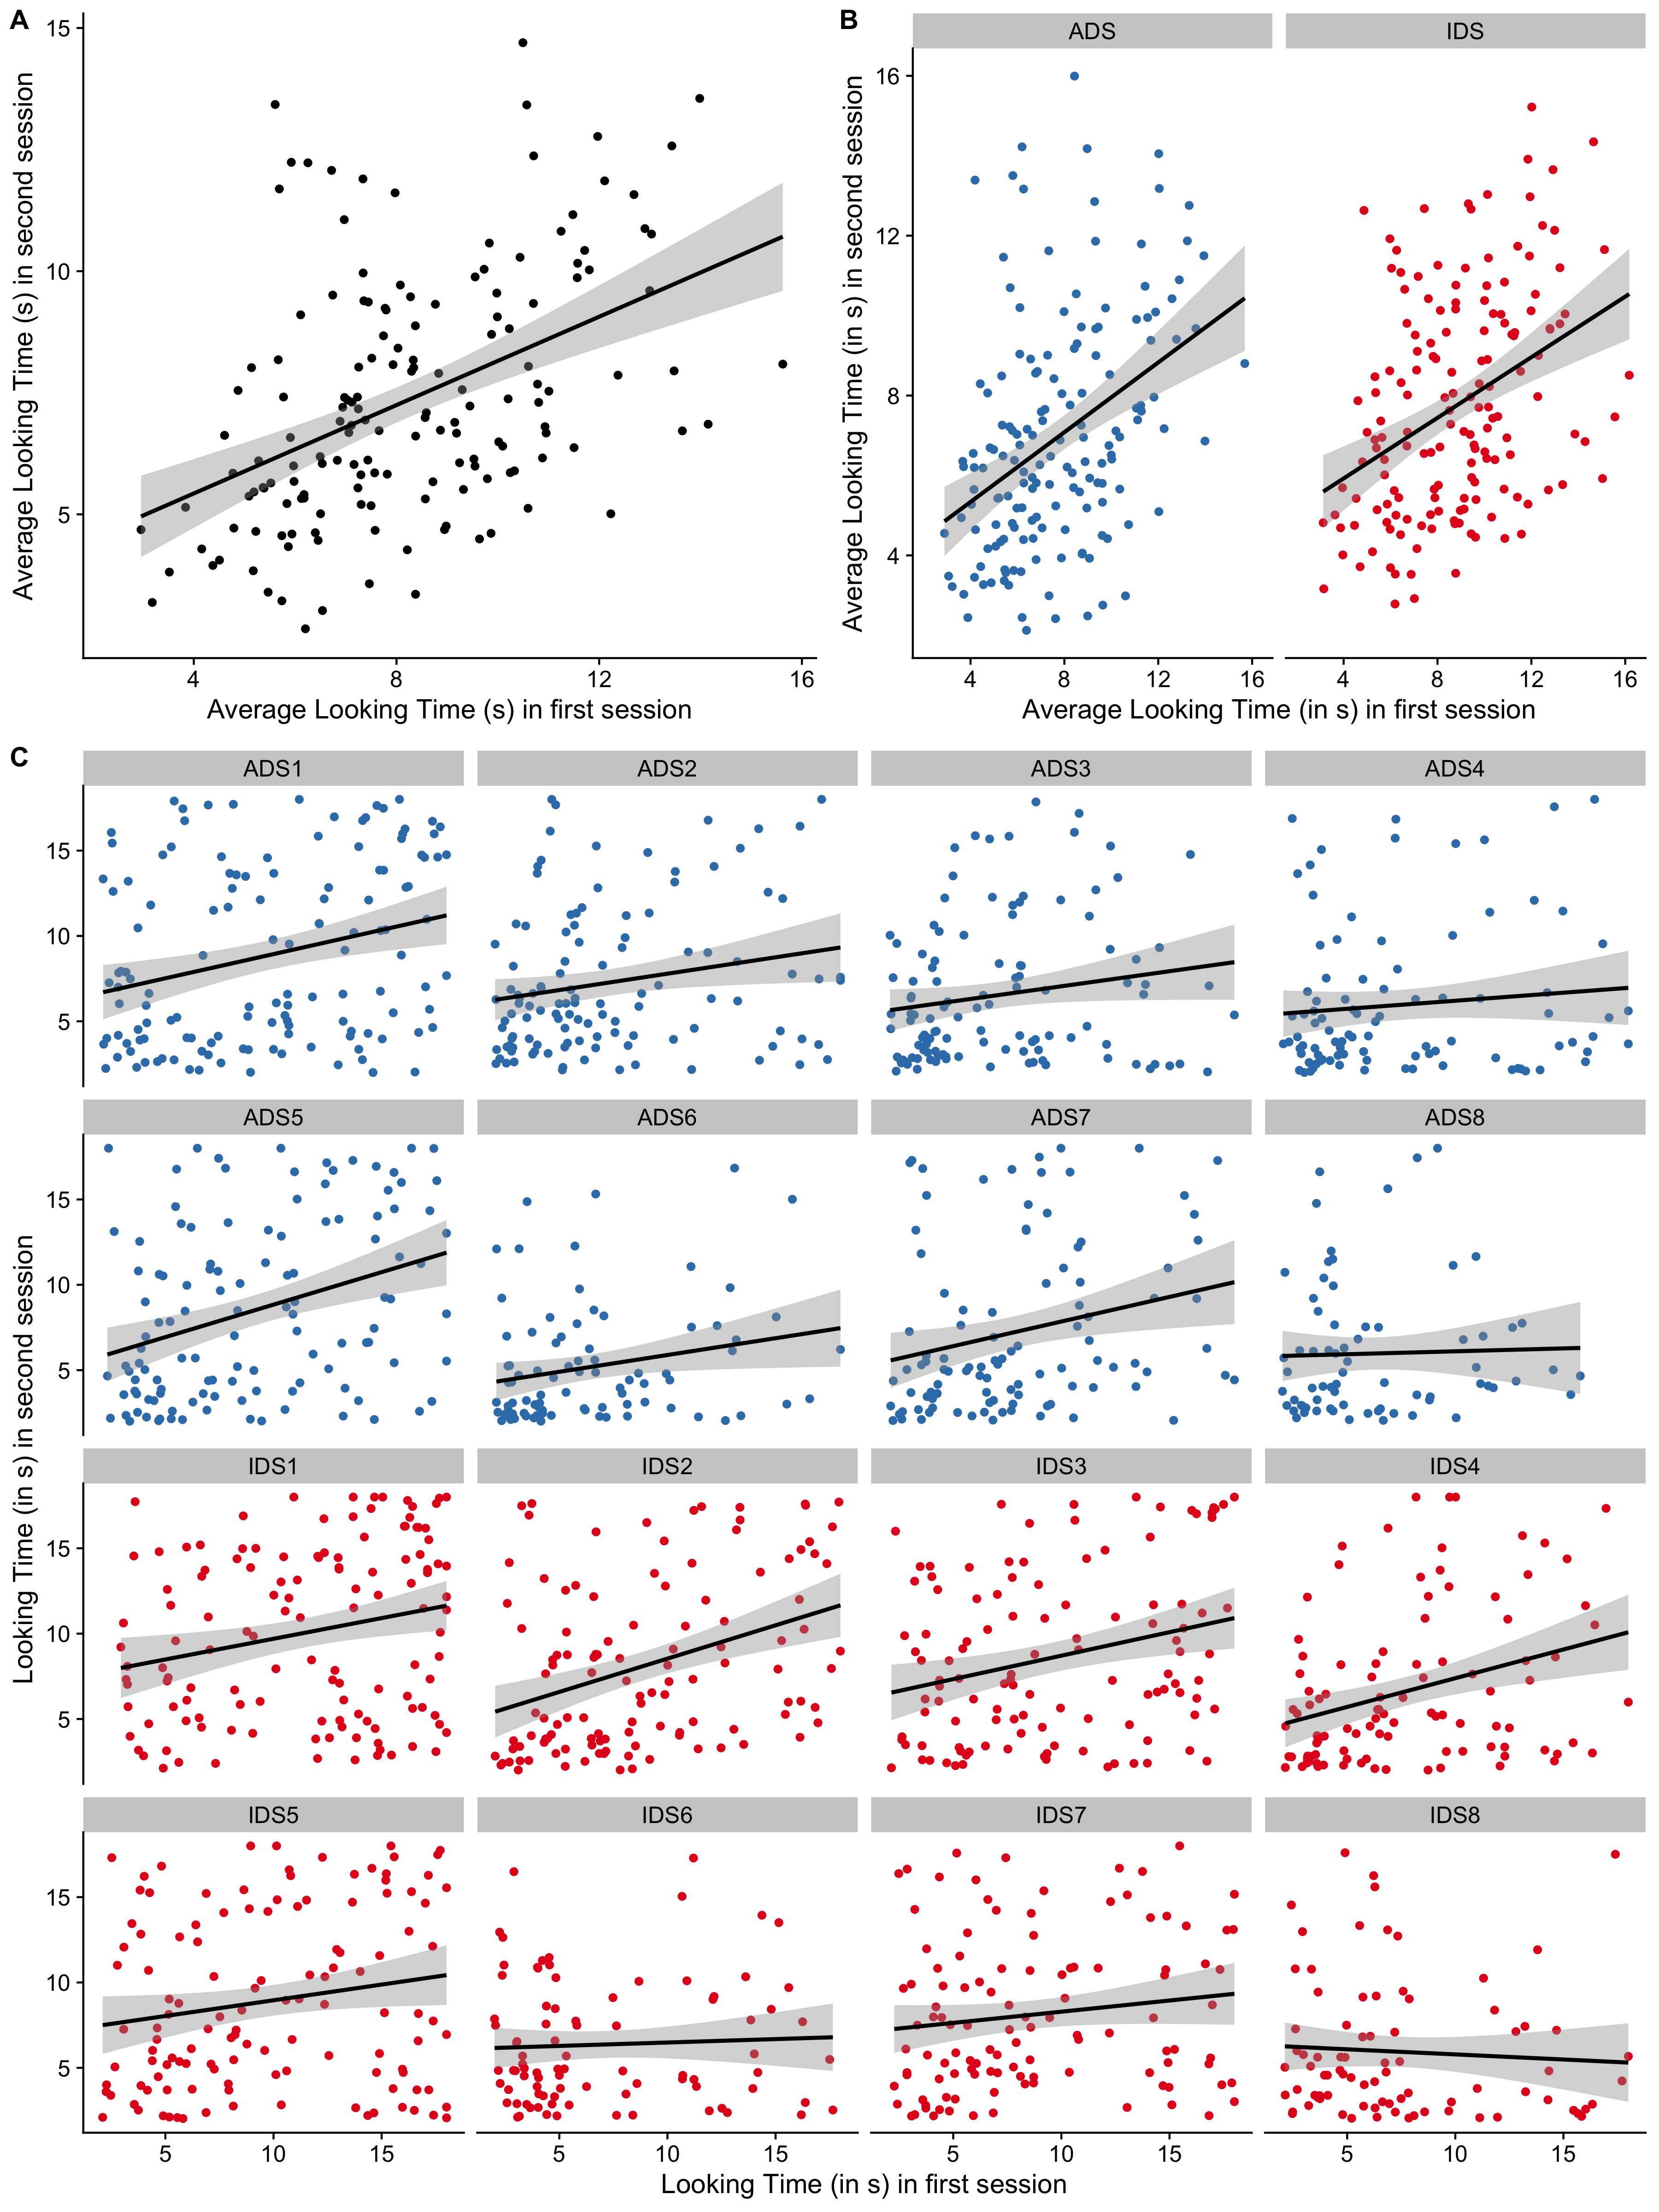 A
15
10
5
4 8 12 16
Average Looking Time (s) in second session
Average Looking Time (s) in first session
B
ADS IDS
16
12
8
4
4 8 12 16 4 8 12 16
Average Looking Time (in s) in second session
Average Looking Time (in s) in first session
C
ADS1 ADS2 ADS3 ADS4
15
10
5
ADS5 ADS6 ADS7 ADS8
15
10
5
Looking Time (in s) in second session
IDS1 IDS2 IDS3 IDS4
15
10
5
IDS5 IDS6 IDS7 IDS8
15
10
5
5 10 15 5 10 15 5 10 15 5 10 15
Looking Time (in s) in first session